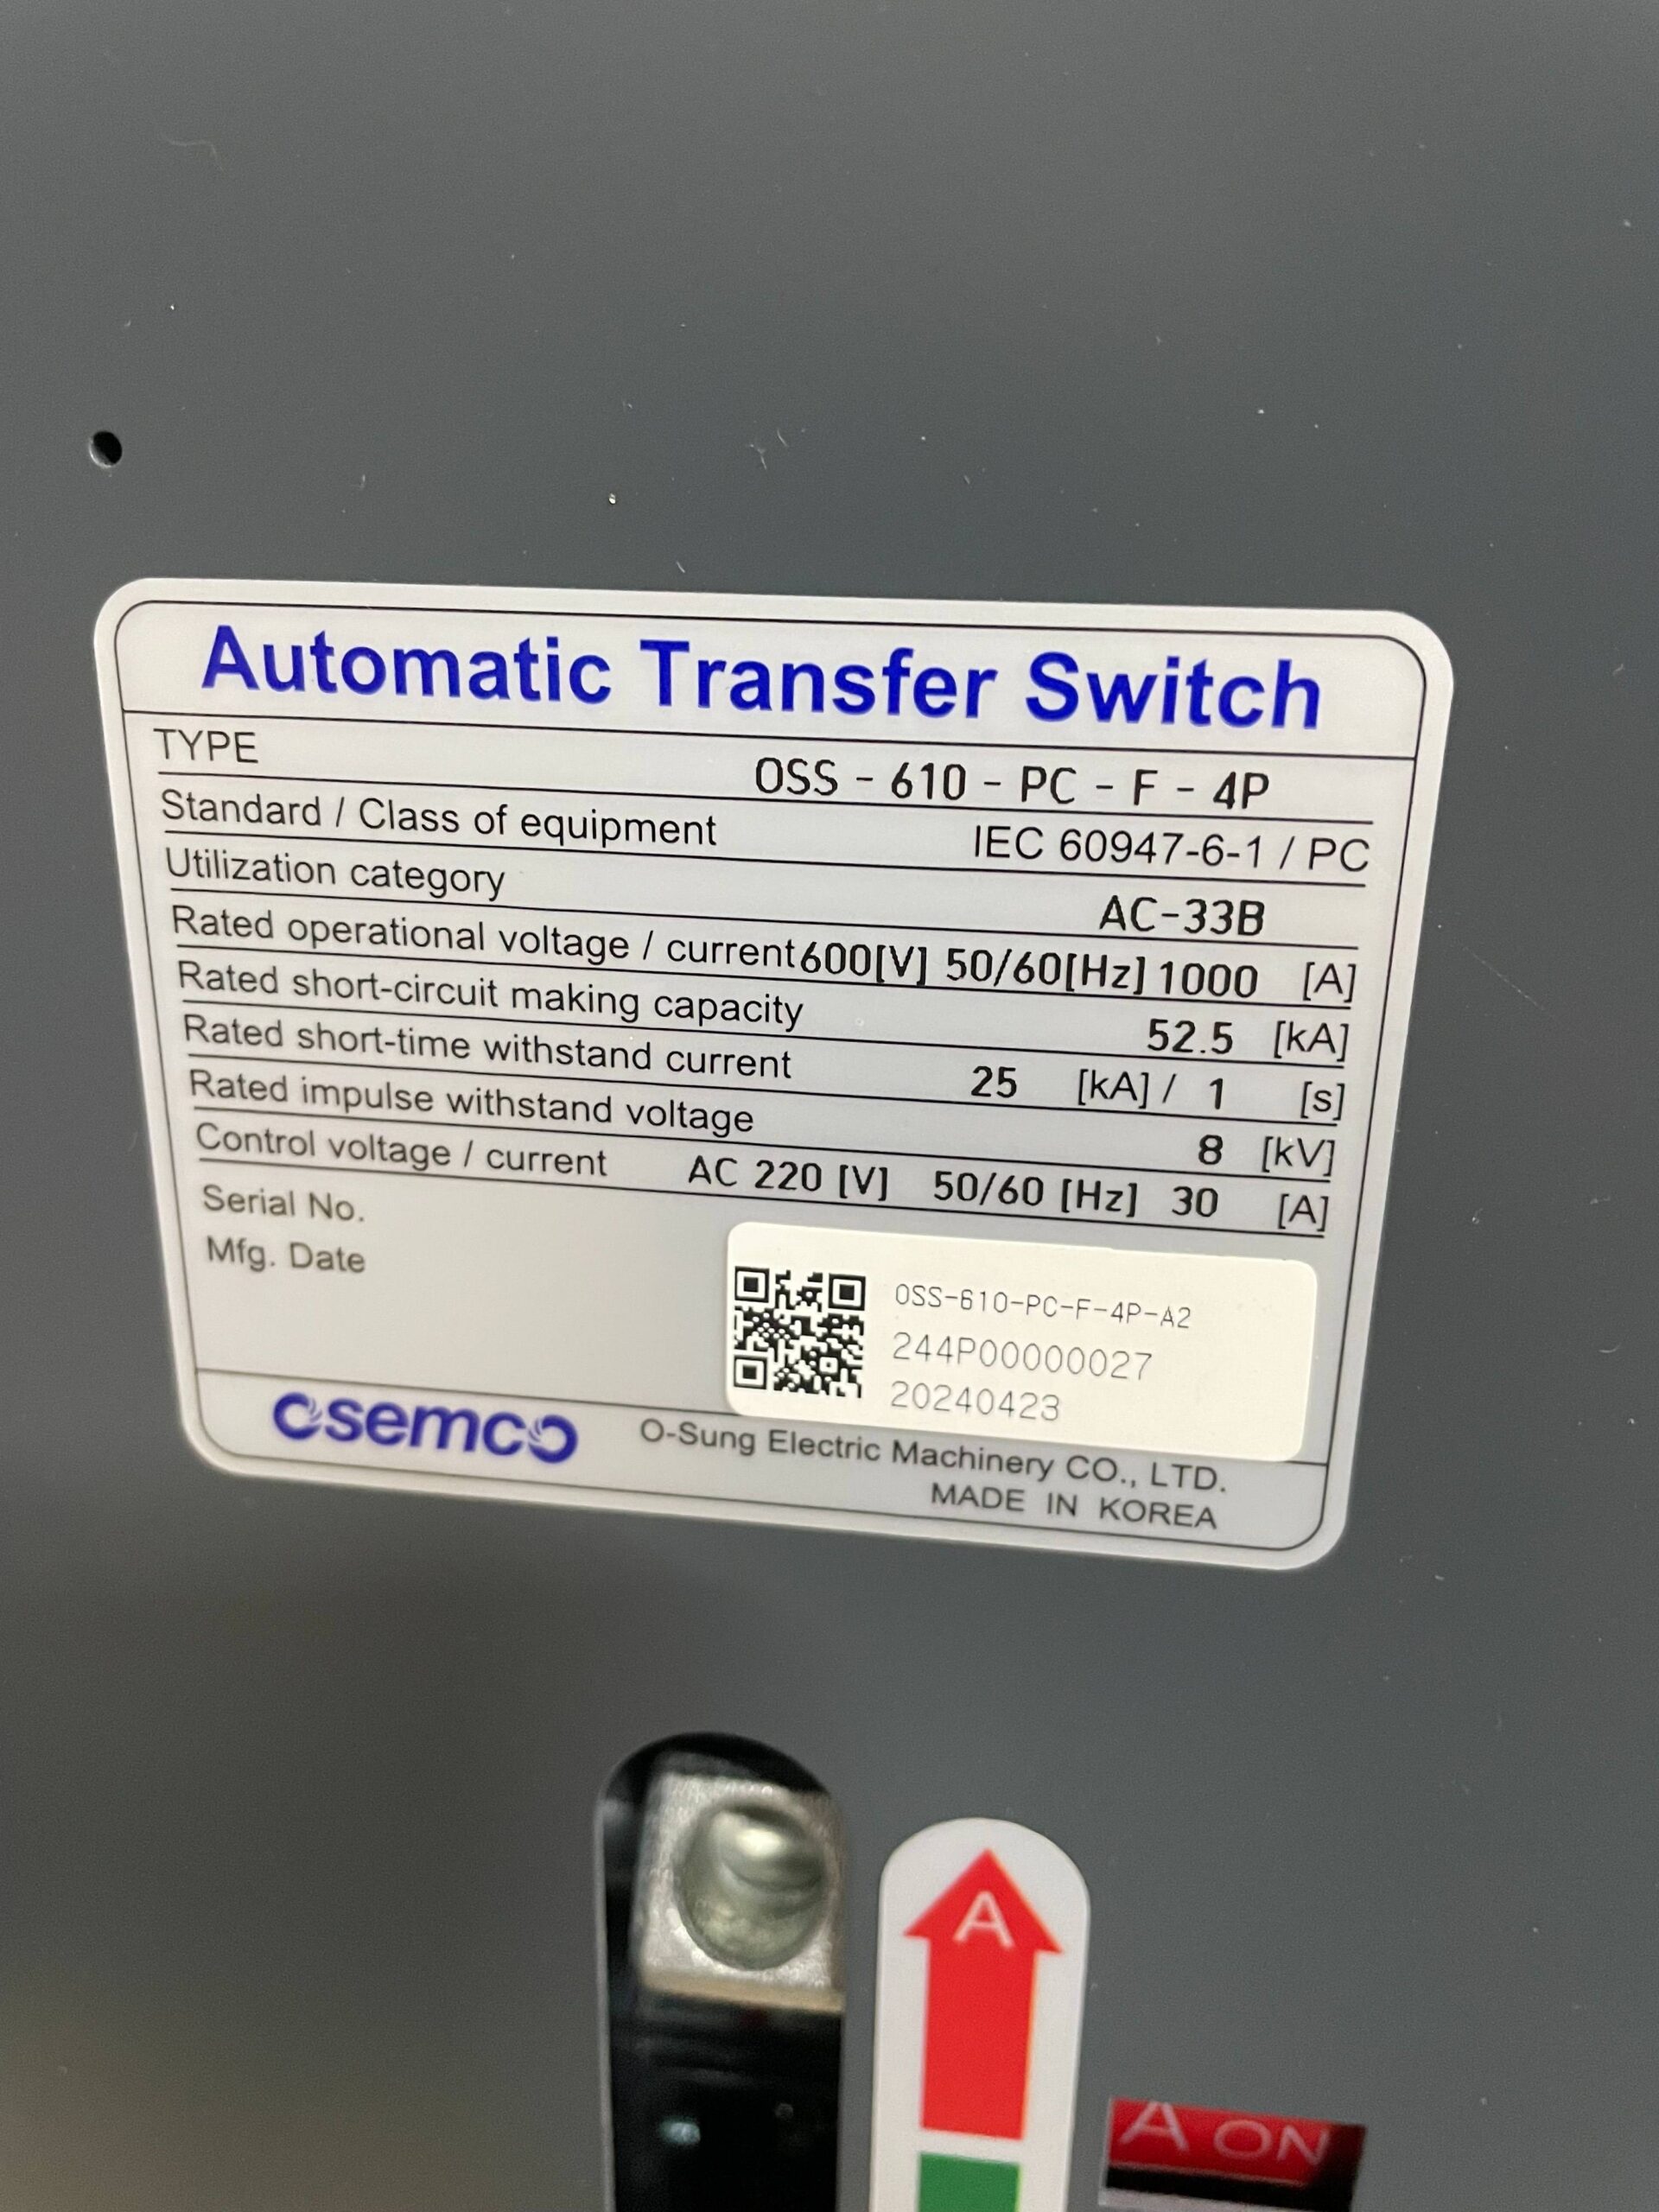 Automatic Transfer Switch
TYPE OSS - 610 - PC - F - 4P
Standard / Class of equipment IEC 60947-6-1 / PC
Utilization category AC-33B
Rated operational voltage / current 600[V] 50/60[Hz] 1000 [A]
Rated short-circuit making capacity 52.5 [kA]
Rated short-time withstand current 25 [kA] / 1 [s]
Rated impulse withstand voltage 8 [kV]
Control voltage / current AC 220 [V] 50/60 [Hz] 30 [A]
Serial No.
Mfg. Date
OSS-610-PC-F-4P-A2
244P00000027
20240423
osemco
O-Sung Electric Machinery CO., LTD.
MADE IN KOREA
A
A ON